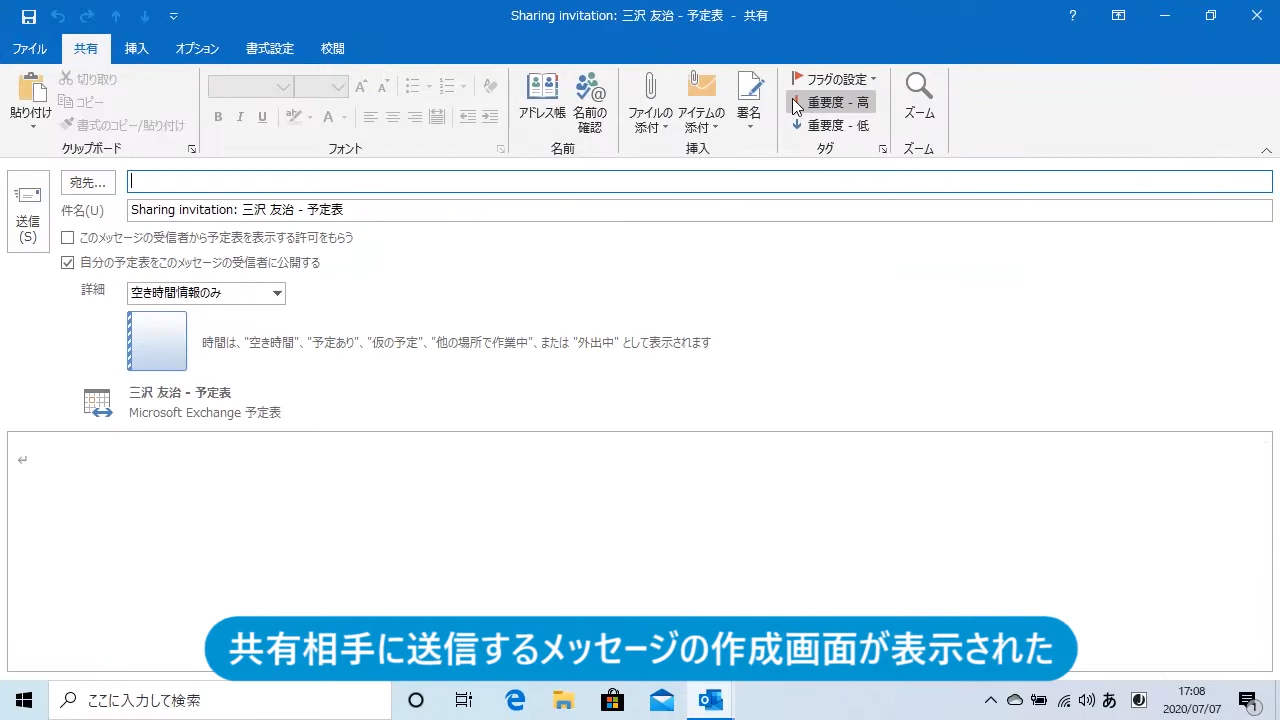 Sharing invitation: 三沢 友治 - 予定表 - 共有
?
ファイル 共有 挿入 オプション 書式設定 校閲
貼り付け
切り取り
コピー
書式のコピー/貼り付け
クリップボード
B I U ab A
フォント
アドレス帳
名前の
確認
名前
ファイルの
添付
アイテムの
添付
署名
挿入
フラグの設定
重要度 - 高
重要度 - 低
タグ
ズーム
ズーム
送信
(S)
宛先...
件名(U) Sharing invitation: 三沢 友治 - 予定表
このメッセージの受信者から予定表を表示する許可をもらう
自分の予定表をこのメッセージの受信者に公開する
詳細 空き時間情報のみ
時間は、"空き時間"、"予定あり"、"仮の予定"、"他の場所で作業中"、または "外出中" として表示されます
三沢 友治 - 予定表
Microsoft Exchange 予定表
共有相手に送信するメッセージの作成画面が表示された
ここに入力して検索
あ
17:08
2020/07/07
1